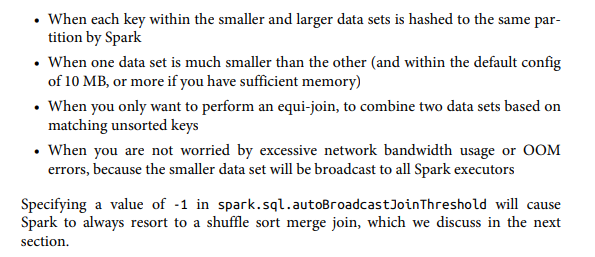 • When each key within the smaller and larger data sets is hashed to the same par-
tition by Spark
• When one data set is much smaller than the other (and within the default config
of 10 MB, or more if you have sufficient memory)
• When you only want to perform an equi-join, to combine two data sets based on
matching unsorted keys
• When you are not worried by excessive network bandwidth usage or OOM
errors, because the smaller data set will be broadcast to all Spark executors
Specifying a value of -1 in spark.sql.autoBroadcastJoinThreshold will cause
Spark to always resort to a shuffle sort merge join, which we discuss in the next
section.